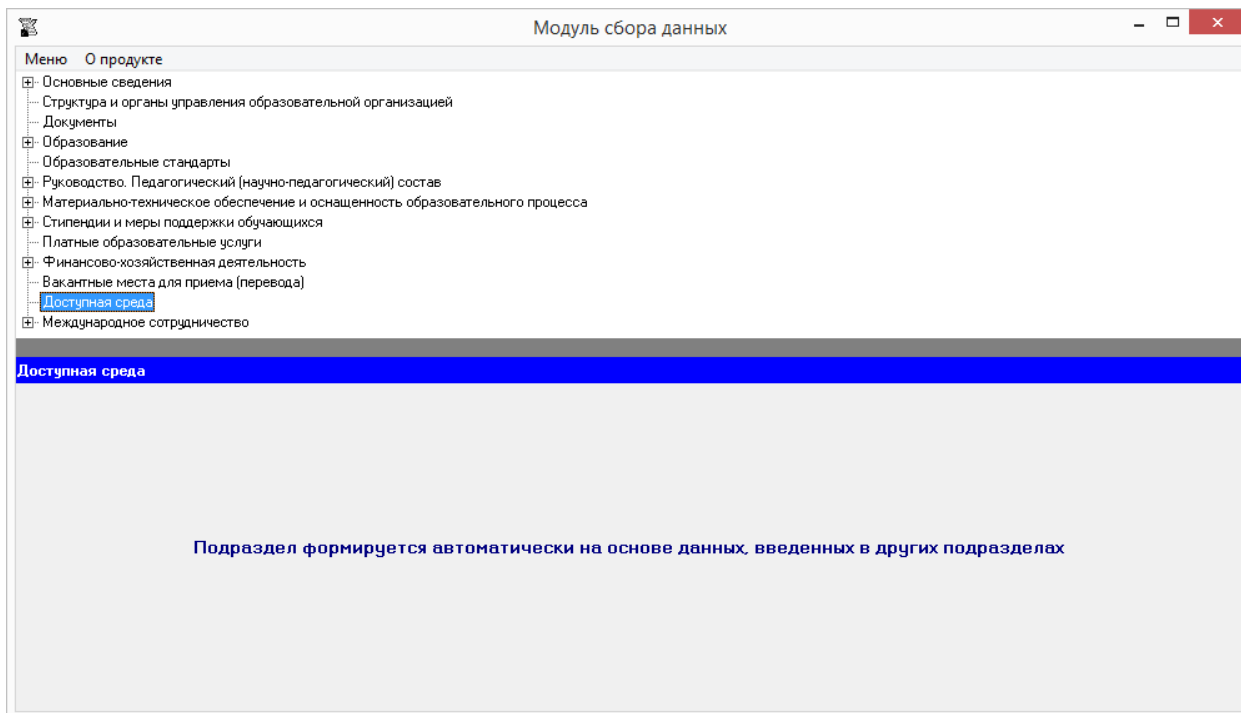 Модуль сбора данных
Меню О продукте
Основные сведения
Структура и органы управления образовательной организацией
Документы
Образование
Образовательные стандарты
Руководство. Педагогический (научно-педагогический) состав
Материально-техническое обеспечение и оснащенность образовательного процесса
Стипендии и меры поддержки обучающихся
Платные образовательные услуги
Финансово-хозяйственная деятельность
Вакантные места для приема (перевода)
Доступная среда
Международное сотрудничество
Доступная среда
Подраздел формируется автоматически на основе данных, введенных в других подразделах